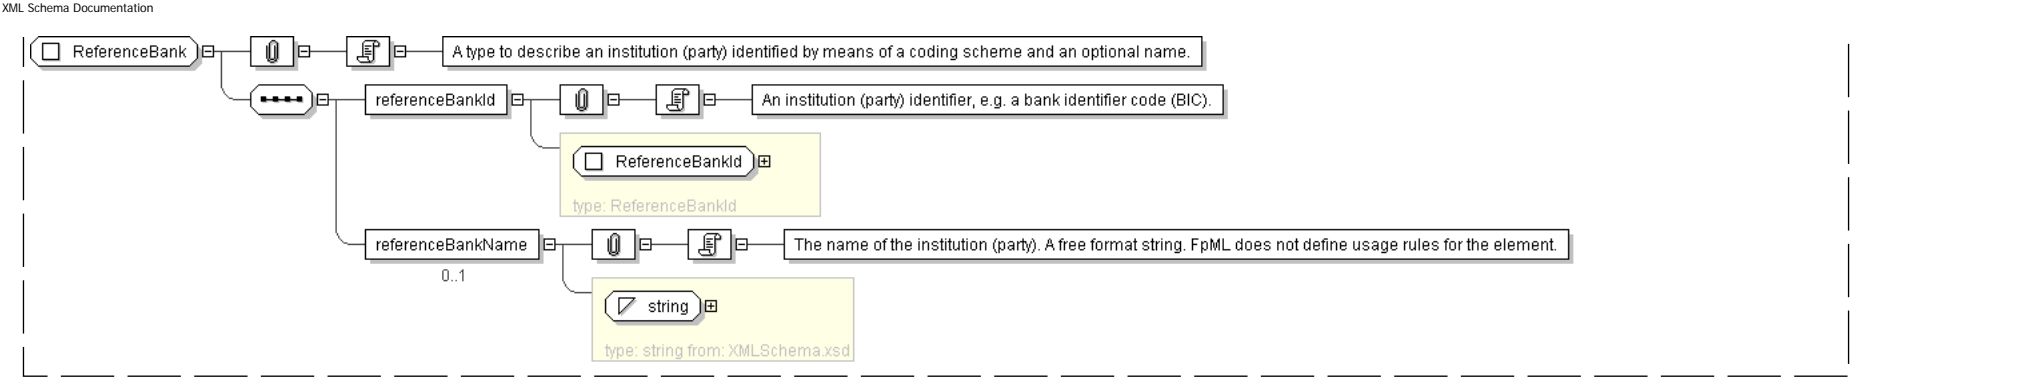 XML Schema Documentation
ReferenceBank
A type to describe an institution (party) identified by means of a coding scheme and an optional name.
referenceBankId
An institution (party) identifier, e.g. a bank identifier code (BIC).
ReferenceBankId
type: ReferenceBankId
referenceBankName
The name of the institution (party). A free format string. FpML does not define usage rules for the element.
0..1
string
type: string from: XMLSchema.xsd